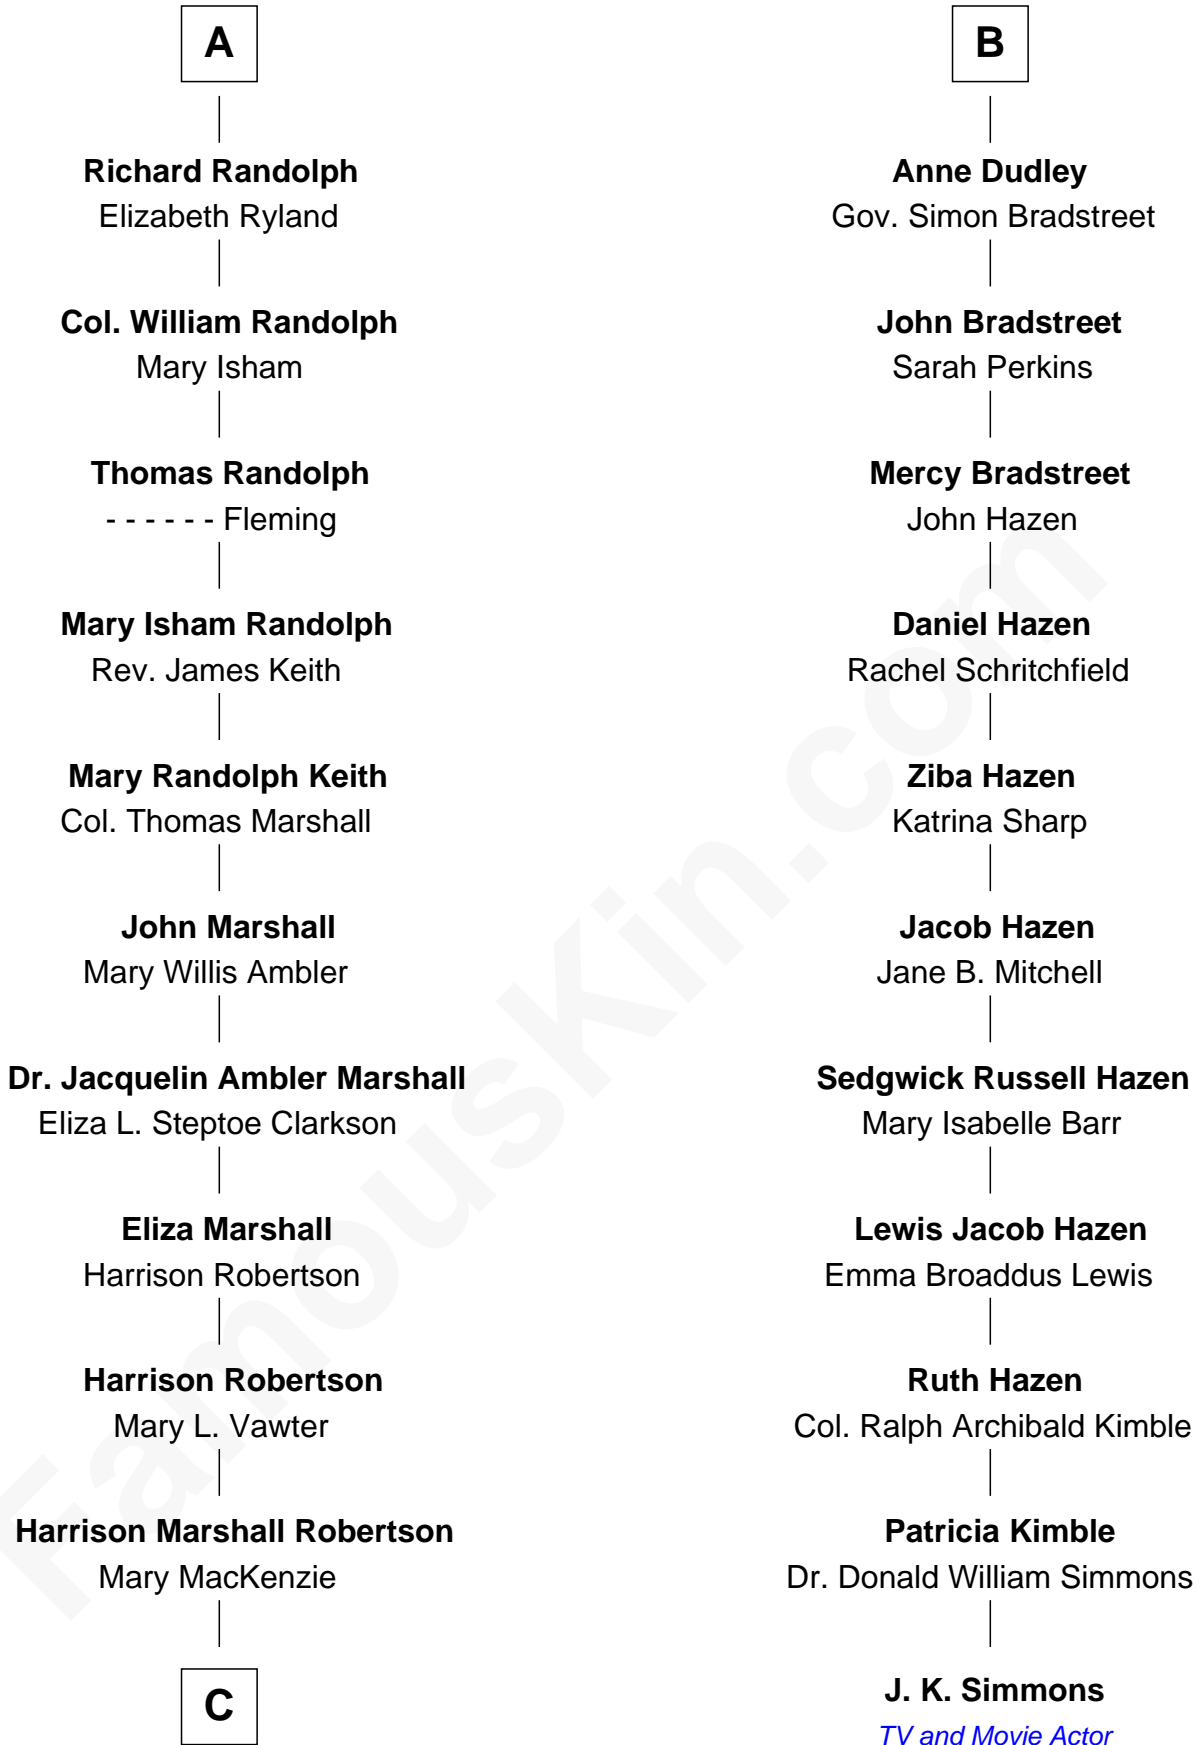 A
Richard Randolph
Elizabeth Ryland
Col. William Randolph
Mary Isham
Thomas Randolph
- - - - - - Fleming
Mary Isham Randolph
Rev. James Keith
Mary Randolph Keith
Col. Thomas Marshall
John Marshall
Mary Willis Ambler
Dr. Jacquelin Ambler Marshall
Eliza L. Steptoe Clarkson
Eliza Marshall
Harrison Robertson
Harrison Robertson
Mary L. Vawter
Harrison Marshall Robertson
Mary MacKenzie
C
B
Anne Dudley
Gov. Simon Bradstreet
John Bradstreet
Sarah Perkins
Mercy Bradstreet
John Hazen
Daniel Hazen
Rachel Schritchfield
Ziba Hazen
Katrina Sharp
Jacob Hazen
Jane B. Mitchell
Sedgwick Russell Hazen
Mary Isabelle Barr
Lewis Jacob Hazen
Emma Broaddus Lewis
Ruth Hazen
Col. Ralph Archibald Kimble
Patricia Kimble
Dr. Donald William Simmons
J. K. Simmons
TV and Movie Actor
FamousKin.com